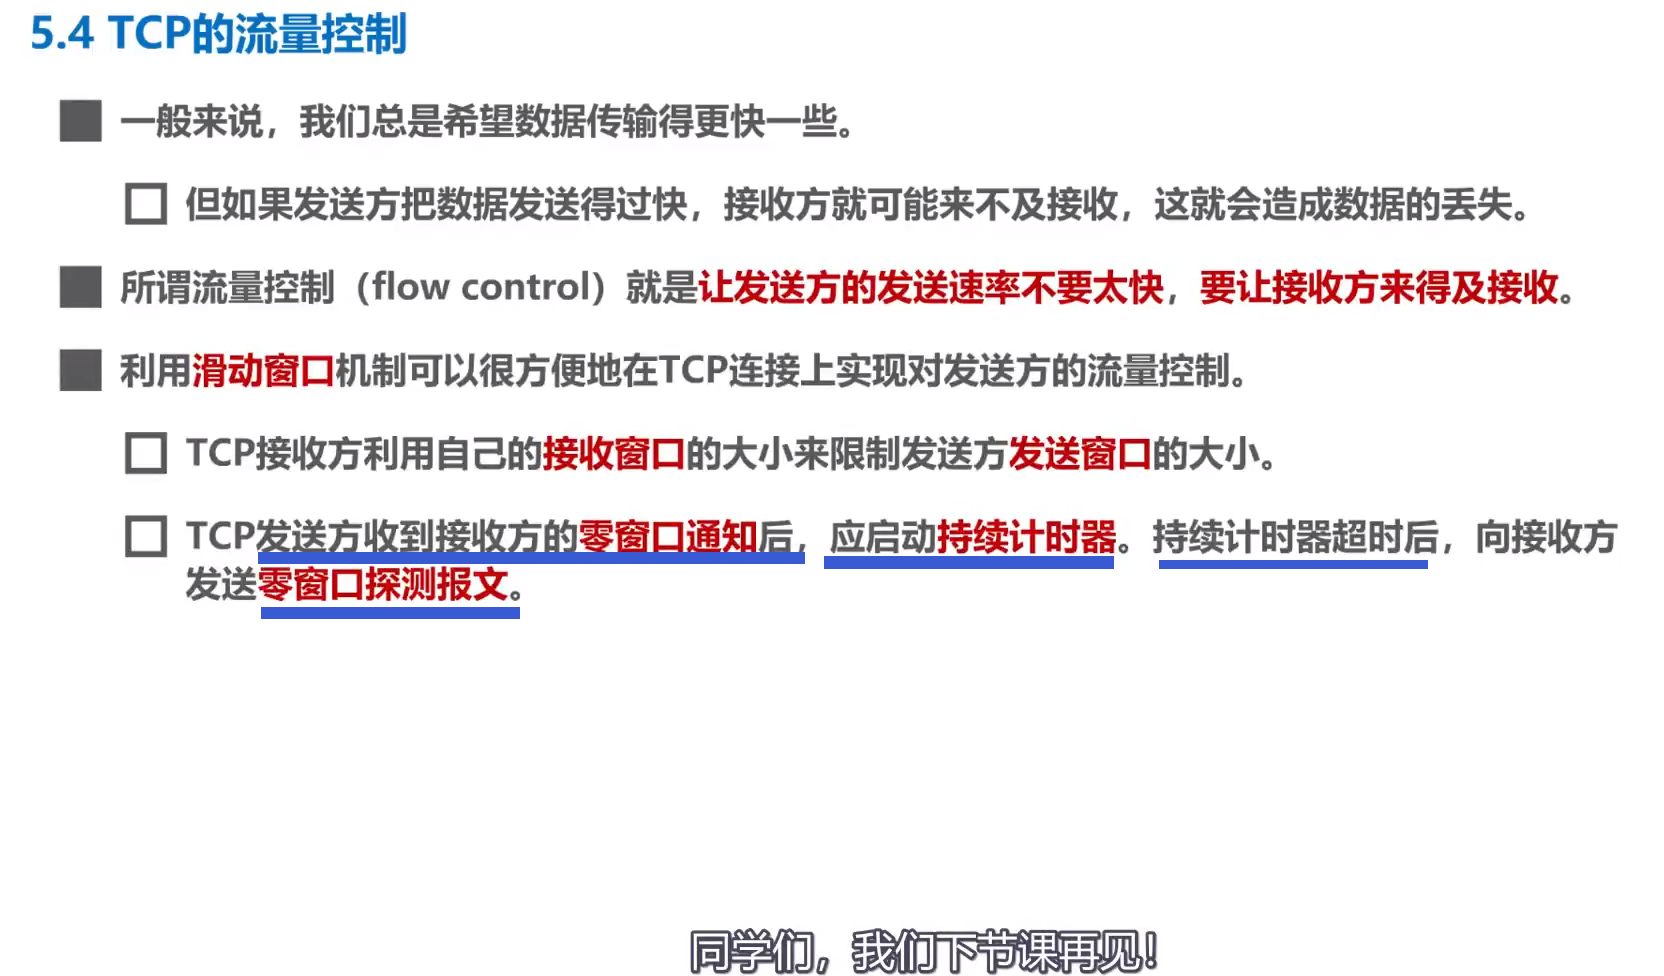 5.4 TCP的流量控制
一般来说，我们总是希望数据传输得更快一些。
但如果发送方把数据发送得过快，接收方就可能来不及接收，这就会造成数据的丢失。
所谓流量控制（flow control）就是让发送方的发送速率不要太快，要让接收方来得及接收。
利用滑动窗口机制可以很方便地在TCP连接上实现对发送方的流量控制。
TCP接收方利用自己的接收窗口的大小来限制发送方发送窗口的大小。
TCP发送方收到接收方的零窗口通知后，应启动持续计时器。持续计时器超时后，向接收方
发送零窗口探测报文。
同学们，我们下节课再见！